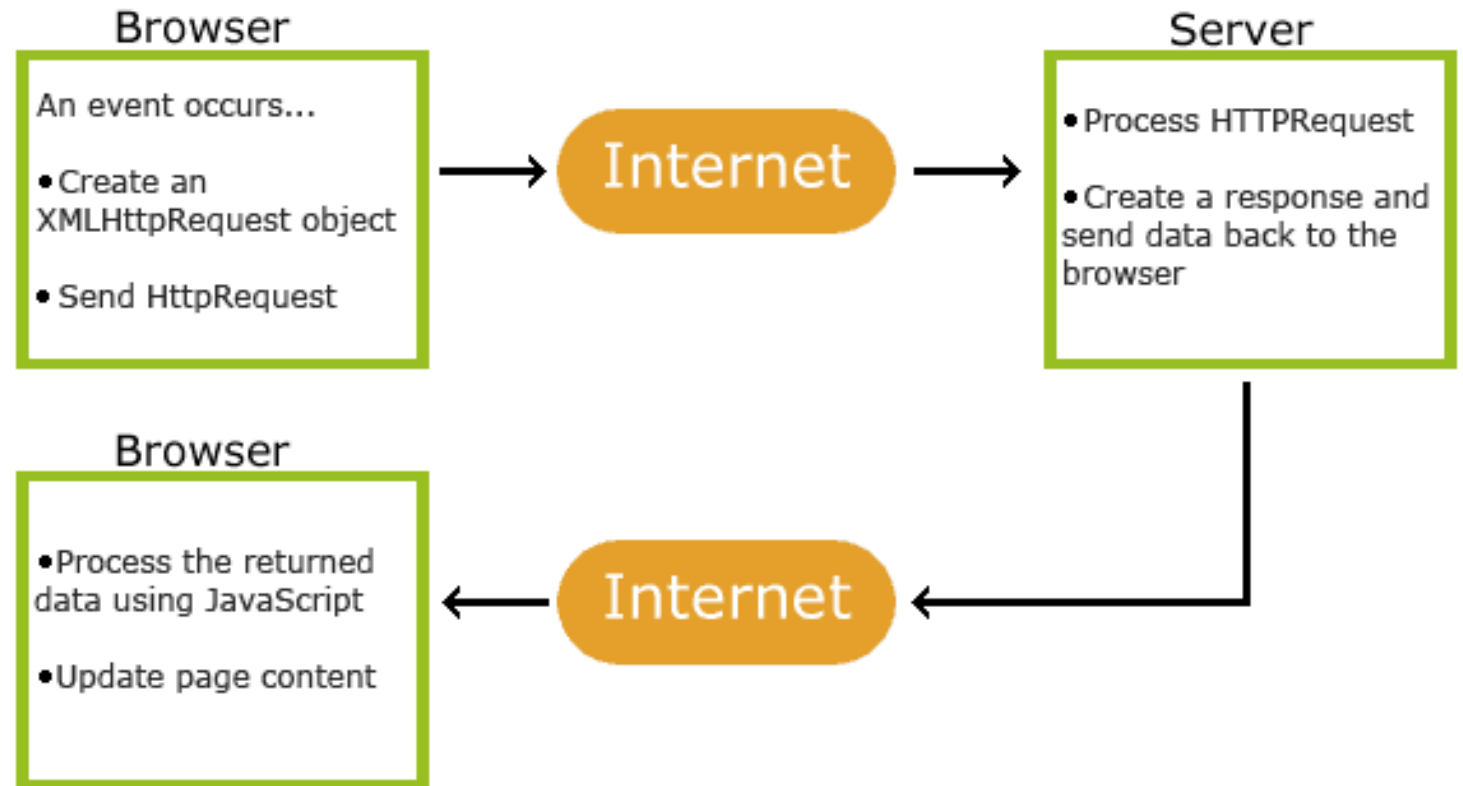 Browser
An event occurs...
•Create an
XMLHttpRequest object
• Send HttpRequest
Internet
Server
•Process HTTPRequest
•Create a response and
send data back to the
browser
Browser
•Process the returned
data using JavaScript
•Update page content
Internet